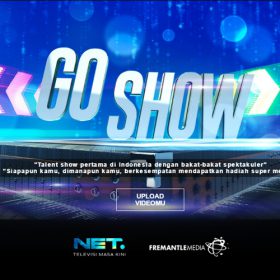 GO SHOW
"Talent show pertama di Indonesia dengan bakat-bakat spektakuler"
"Siapapun kamu, dimanapun kamu, berkesempatan mendapatkan hadiah super me
UPLOAD
VIDEOMU
NET.
TELEVISI MASA KINI
FREMANTLEMEDIA